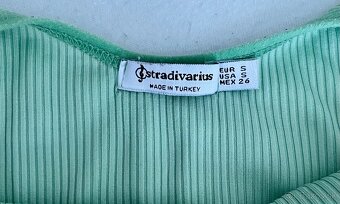 stradivarius
MADE IN TURKEY
EUR S
USA S
MEX 26